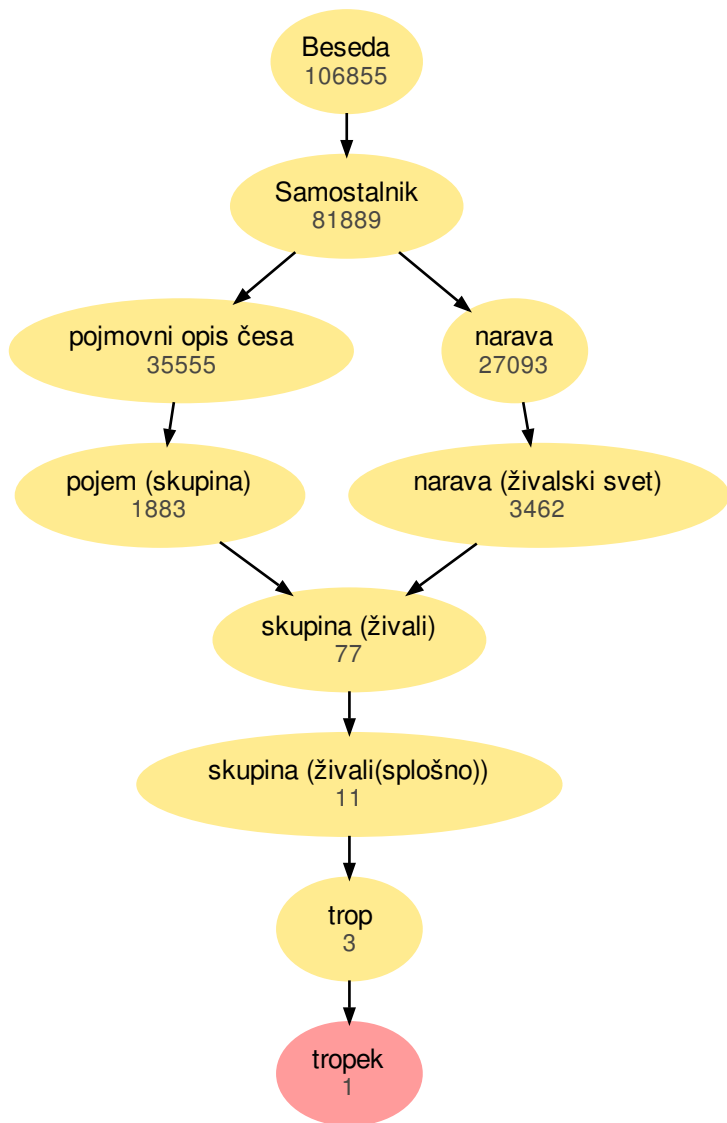 Beseda
106855
Samostalnik
81889
pojmovni opis česa
35555
narava
27093
pojem (skupina)
1883
narava (živalski svet)
3462
skupina (živali)
77
skupina (živali(splošno))
11
trop
3
tropek
1